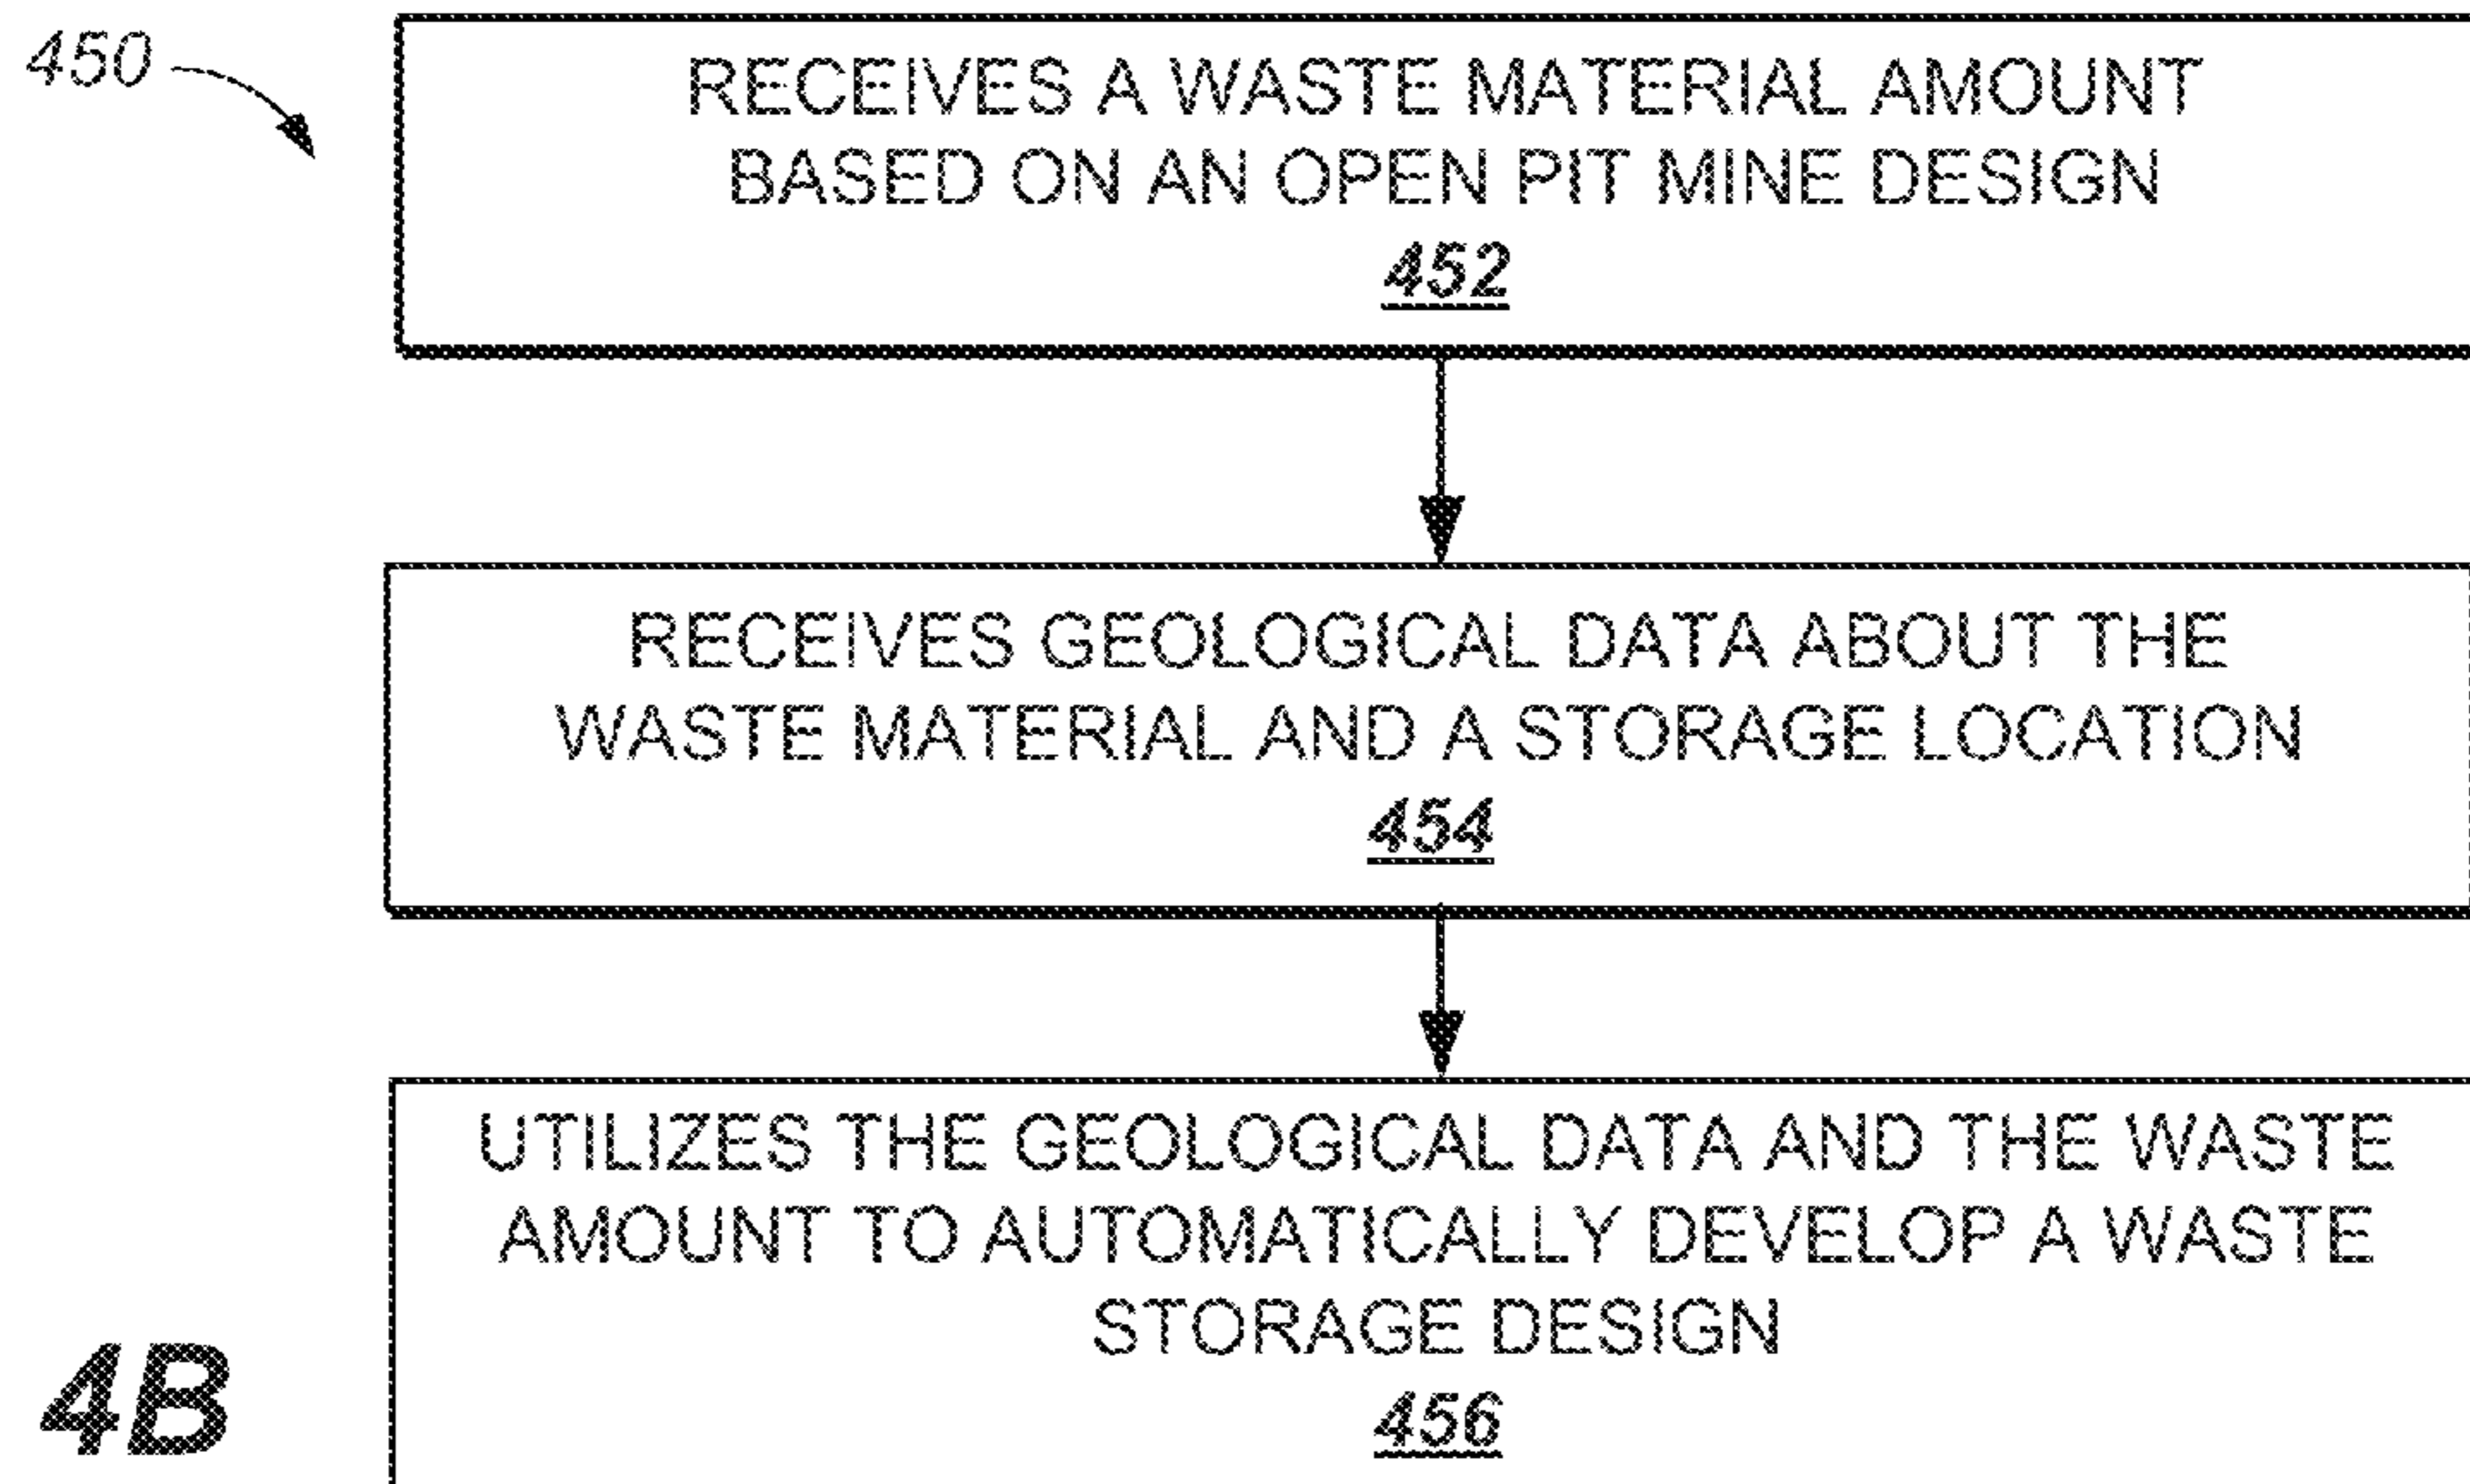 450
RECEIVES A WASTE MATERIAL AMOUNT
BASED ON AN OPEN PIT MINE DESIGN
452
RECEIVES GEOLOGICAL DATA ABOUT THE
WASTE MATERIAL AND A STORAGE LOCATION
454
UTILIZES THE GEOLOGICAL DATA AND THE WASTE
AMOUNT TO AUTOMATICALLY DEVELOP A WASTE
STORAGE DESIGN
456
4B